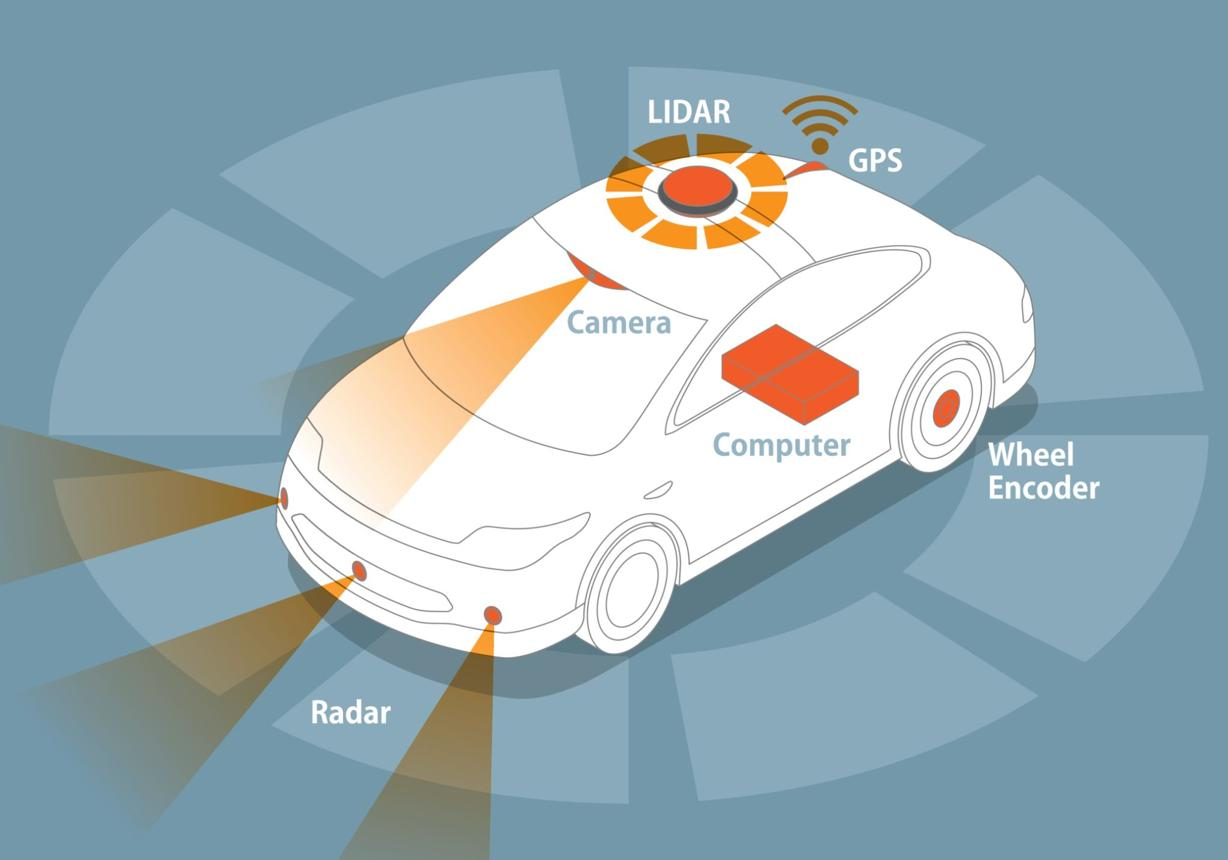 LIDAR
GPS
Camera
Computer
Wheel
Encoder
Radar